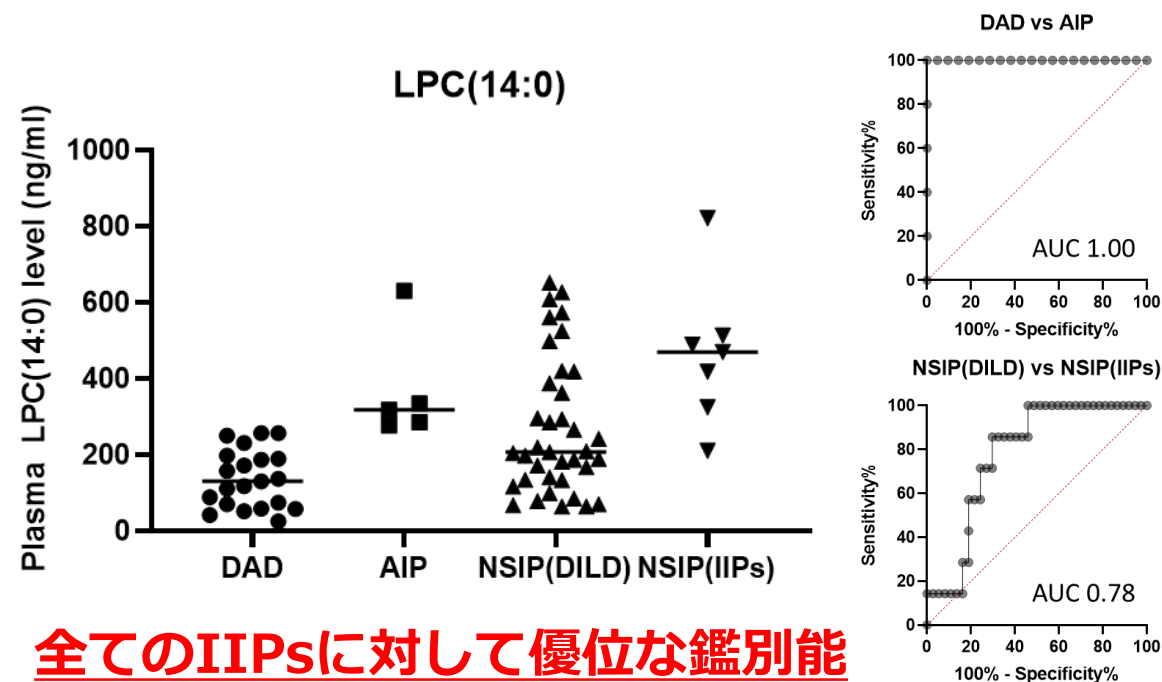 LPC(14:0)
Plasma LPC(14:0) level (ng/ml)
1000
800
600
400
200
0
DAD AIP NSIP(DILD) NSIP(IIPs)
全てのIIPsに対して優位な鑑別能
DAD vs AIP
Sensitivity%
100
80
60
40
20
0
AUC 1.00
0 20 40 60 80 100
100% - Specificity%
NSIP(DILD) vs NSIP(IIPs)
Sensitivity%
100
80
60
40
20
0
AUC 0.78
0 20 40 60 80 100
100% - Specificity%